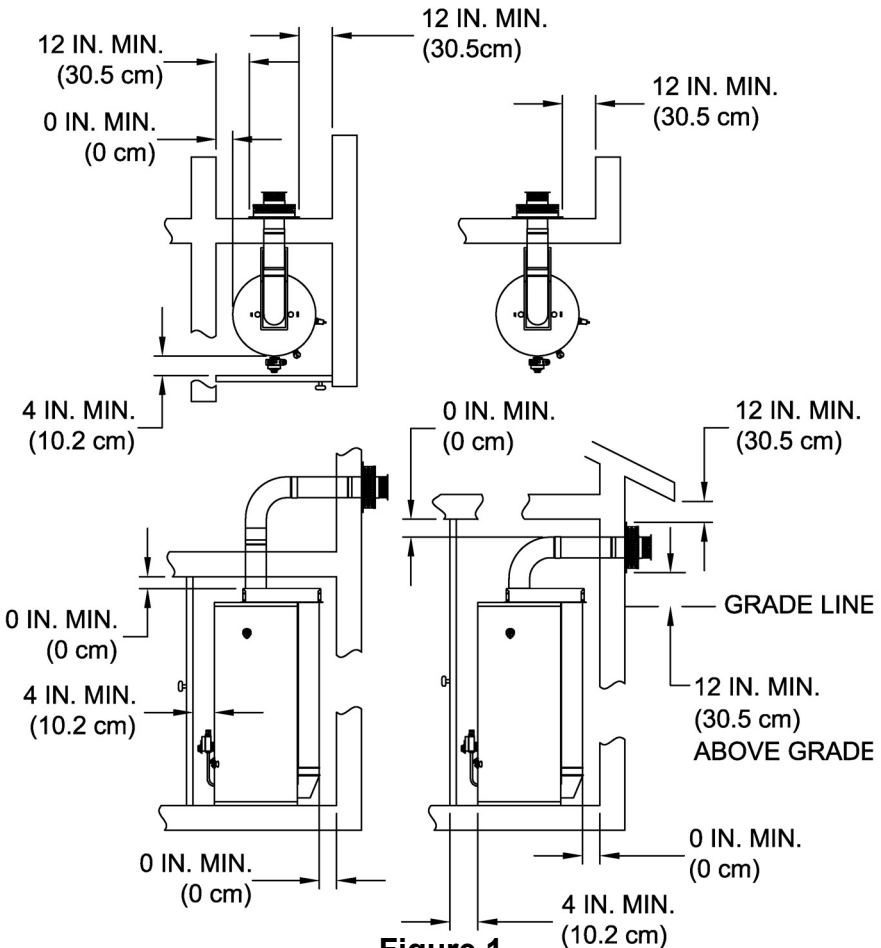 12 IN. MIN.
(30.5 cm)
12 IN. MIN.
(30.5cm)
0 IN. MIN.
(0 cm)
12 IN. MIN.
(30.5 cm)
4 IN. MIN.
(10.2 cm)
0 IN. MIN.
(0 cm)
12 IN. MIN.
(30.5 cm)
0 IN. MIN.
(0 cm)
4 IN. MIN.
(10.2 cm)
GRADE LINE
12 IN. MIN.
(30.5 cm)
ABOVE GRADE
0 IN. MIN.
(0 cm)
0 IN. MIN.
(0 cm)
4 IN. MIN.
(10.2 cm)
Figure 1